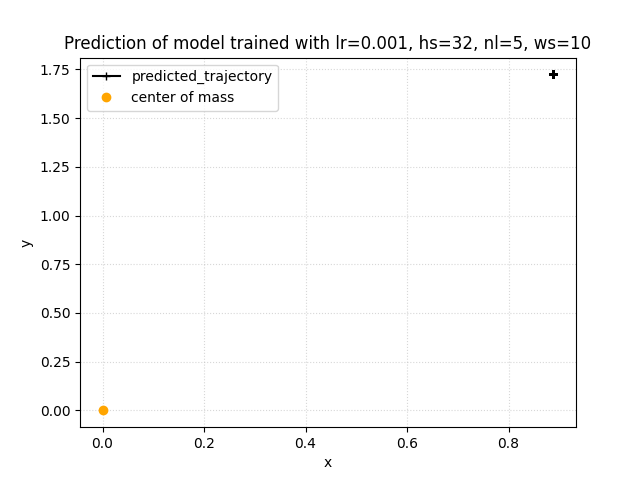 Prediction of model trained with lr=0.001, hs=32, nl=5, ws=10
predicted_trajectory
center of mass
1.75
1.50
1.25
1.00
0.75
0.50
0.25
0.00
y
0.0 0.2 0.4 0.6 0.8
x